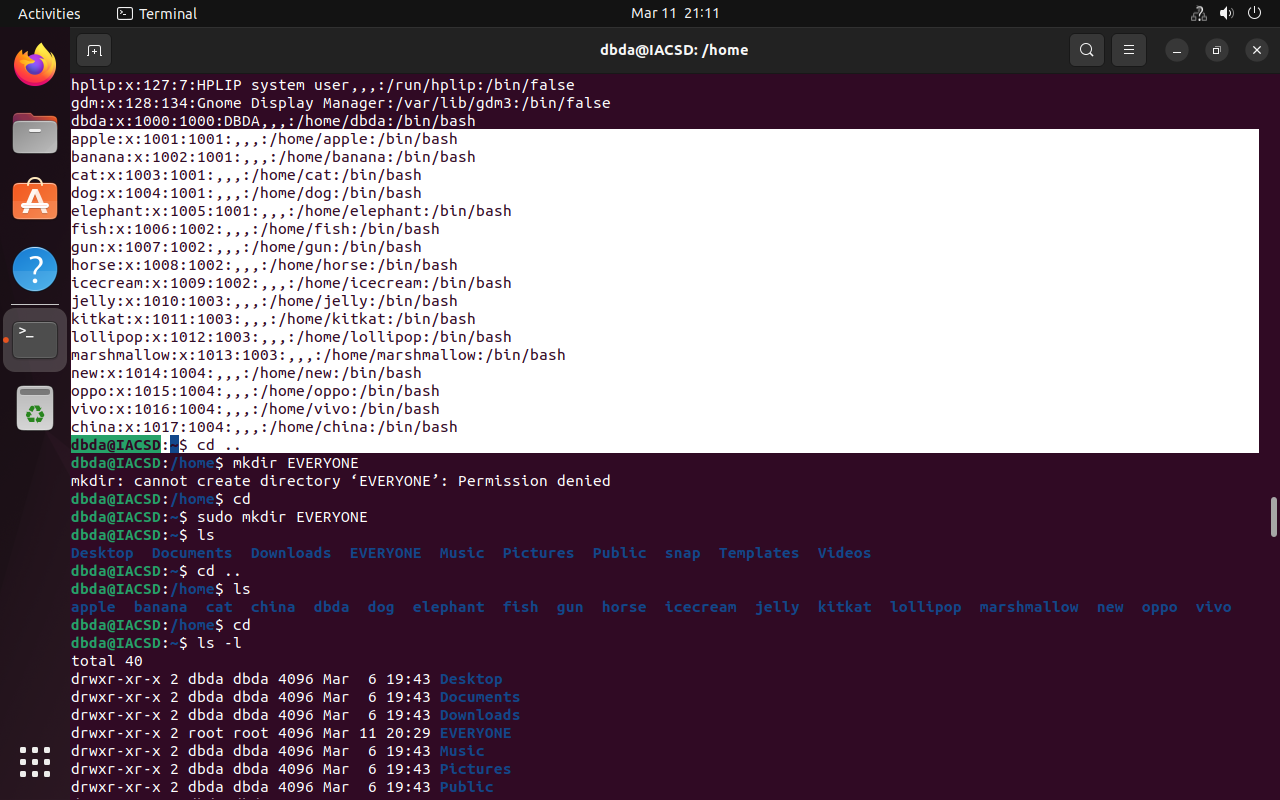 Activities Terminal Mar 11 21:11
dbda@IACSD: /home
hplip:x:127:7:HPLIP system user,,,:/run/hplip:/bin/false
gdm:x:128:134:Gnome Display Manager:/var/lib/gdm3:/bin/false
dbda:x:1000:1000:DBDA,,,:/home/dbda:/bin/bash
apple:x:1001:1001:,,,:/home/apple:/bin/bash
banana:x:1002:1001:,,,:/home/banana:/bin/bash
cat:x:1003:1001:,,,:/home/cat:/bin/bash
dog:x:1004:1001:,,,:/home/dog:/bin/bash
elephant:x:1005:1001:,,,:/home/elephant:/bin/bash
fish:x:1006:1002:,,,:/home/fish:/bin/bash
gun:x:1007:1002:,,,:/home/gun:/bin/bash
horse:x:1008:1002:,,,:/home/horse:/bin/bash
icecream:x:1009:1002:,,,:/home/icecream:/bin/bash
jelly:x:1010:1003:,,,:/home/jelly:/bin/bash
kitkat:x:1011:1003:,,,:/home/kitkat:/bin/bash
lollipop:x:1012:1003:,,,:/home/lollipop:/bin/bash
marshmallow:x:1013:1003:,,,:/home/marshmallow:/bin/bash
new:x:1014:1004:,,,:/home/new:/bin/bash
oppo:x:1015:1004:,,,:/home/oppo:/bin/bash
vivo:x:1016:1004:,,,:/home/vivo:/bin/bash
china:x:1017:1004:,,,:/home/china:/bin/bash
dbda@IACSD:~$ cd ..
dbda@IACSD:/home$ mkdir EVERYONE
mkdir: cannot create directory ‘EVERYONE’: Permission denied
dbda@IACSD:/home$ cd
dbda@IACSD:~$ sudo mkdir EVERYONE
dbda@IACSD:~$ ls
Desktop  Documents  Downloads  EVERYONE  Music  Pictures  Public  snap  Templates  Videos
dbda@IACSD:~$ cd ..
dbda@IACSD:/home$ ls
apple  banana  cat  china  dbda  dog  elephant  fish  gun  horse  icecream  jelly  kitkat  lollipop  marshmallow  new  oppo  vivo
dbda@IACSD:/home$ cd
dbda@IACSD:~$ ls -l
total 40
drwxr-xr-x 2 dbda dbda 4096 Mar  6 19:43 Desktop
drwxr-xr-x 2 dbda dbda 4096 Mar  6 19:43 Documents
drwxr-xr-x 2 dbda dbda 4096 Mar  6 19:43 Downloads
drwxr-xr-x 2 root root 4096 Mar 11 20:29 EVERYONE
drwxr-xr-x 2 dbda dbda 4096 Mar  6 19:43 Music
drwxr-xr-x 2 dbda dbda 4096 Mar  6 19:43 Pictures
drwxr-xr-x 2 dbda dbda 4096 Mar  6 19:43 Public